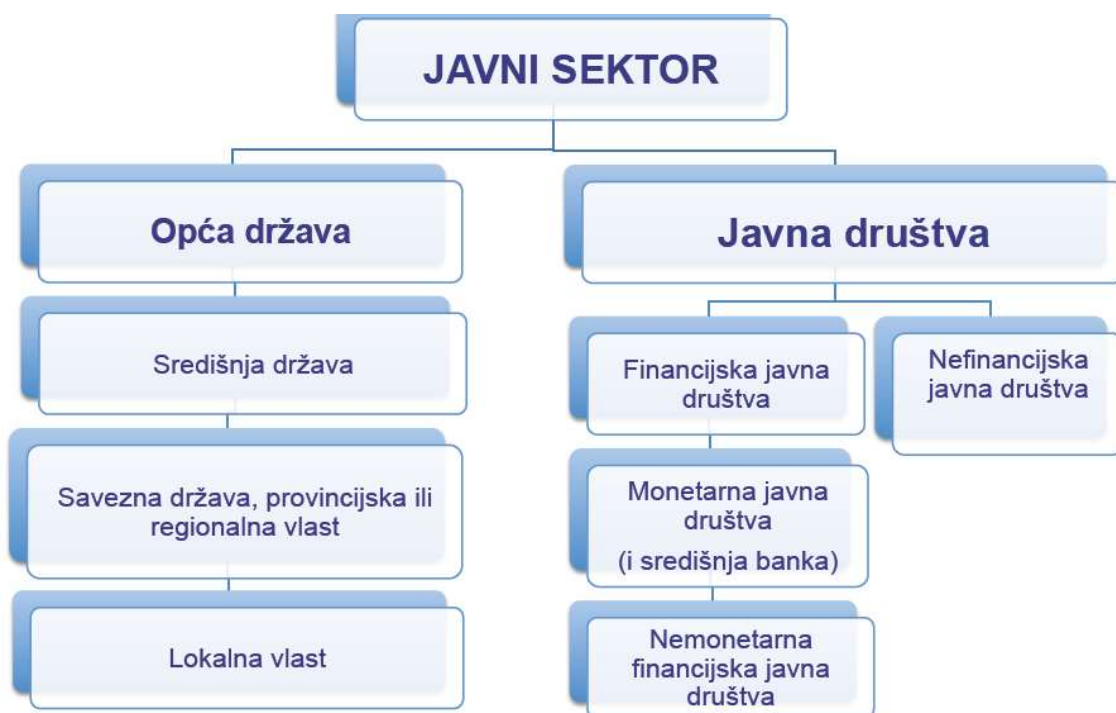 JAVNI SEKTOR
Opća država
Javna društva
Središnja država
Financijska javna
društva
Nefinancijska
javna društva
Savezna država, provincijska ili
regionalna vlast
Monetarna javna
društva
(i središnja banka)
Lokalna vlast
Nemonetarna
financijska javna
društva